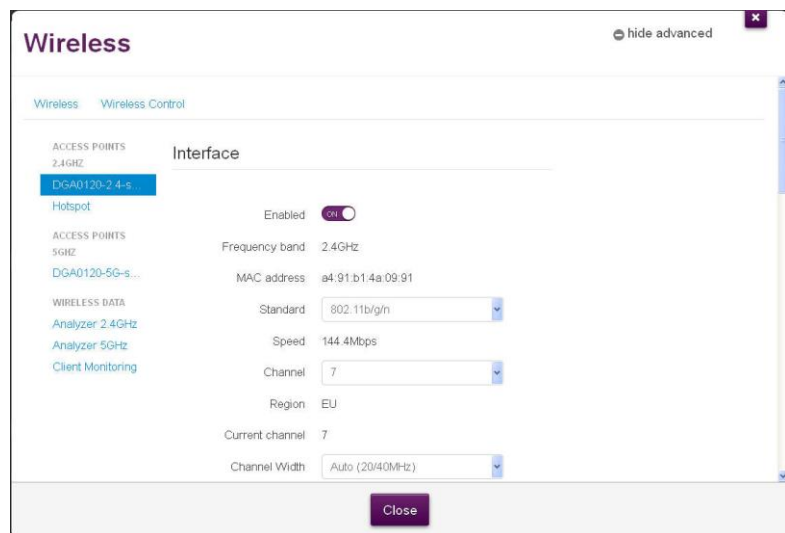 Wireless
hide advanced
Wireless Wireless Control
ACCESS POINTS
2.4GHZ
DGA0120-2.4-s...
Hotspot
ACCESS POINTS
5GHZ
DGA0120-5G-s...
WIRELESS DATA
Analyzer 2.4GHz
Analyzer 5GHz
Client Monitoring
Interface
Enabled ON
Frequency band 2.4GHz
MAC address a4:91:b1:4a:09:91
Standard 802.11b/g/n
Speed 144.4Mbps
Channel 7
Region EU
Current channel 7
Channel Width Auto (20/40MHz)
Close